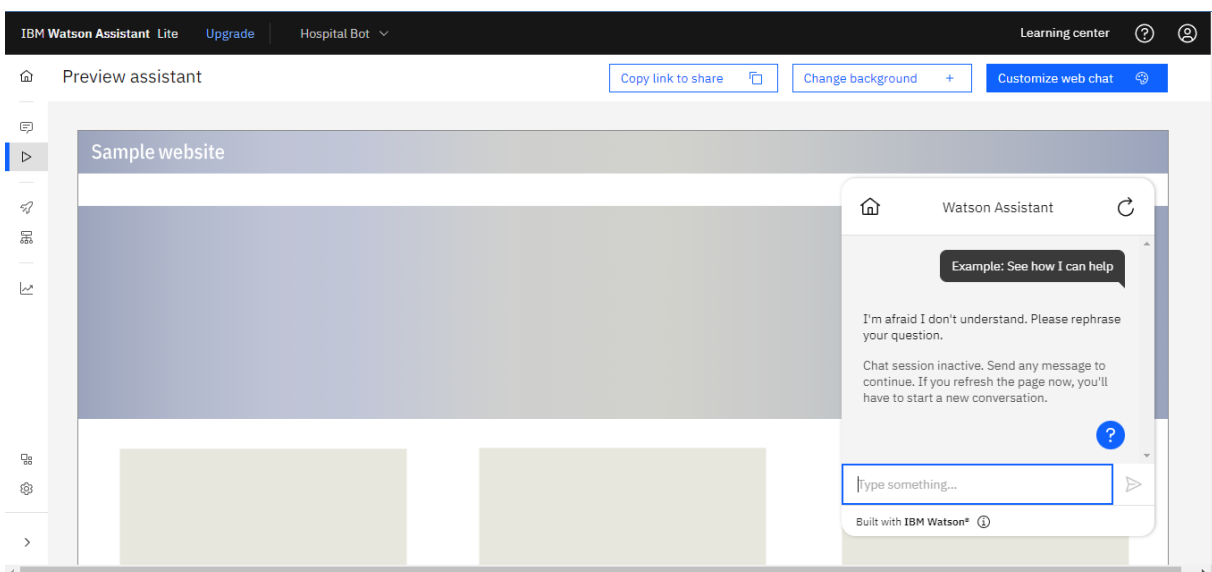 IBM Watson Assistant Lite Upgrade Hospital Bot Learning center
Preview assistant Copy link to share Change background + Customize web chat
Sample website
Watson Assistant
Example: See how I can help
I'm afraid I don't understand. Please rephrase
your question.
Chat session inactive. Send any message to
continue. If you refresh the page now, you'll
have to start a new conversation.
?
Type something...
Built with IBM Watson®